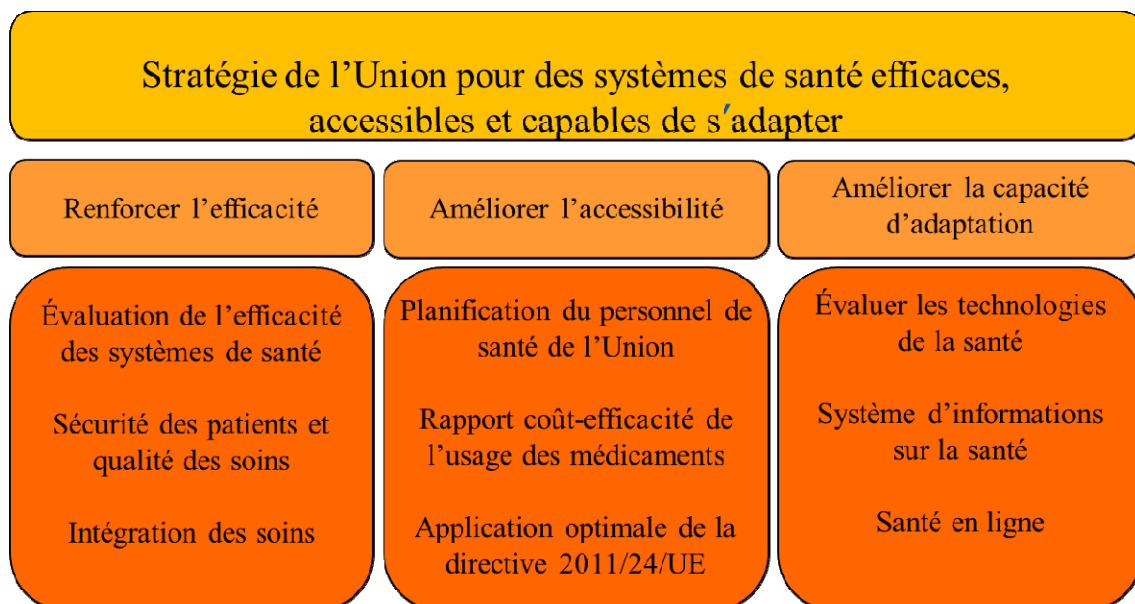 Stratégie de l’Union pour des systèmes de santé efficaces,
accessibles et capables de s′adapter
Renforcer l’efficacité
Améliorer l’accessibilité
Améliorer la capacité
d’adaptation
Évaluation de l’efficacité
des systèmes de santé
Sécurité des patients et
qualité des soins
Intégration des soins
Planification du personnel de
santé de l’Union
Rapport coût-efficacité de
l’usage des médicaments
Application optimale de la
directive 2011/24/UE
Évaluer les technologies
de la santé
Système d’informations
sur la santé
Santé en ligne